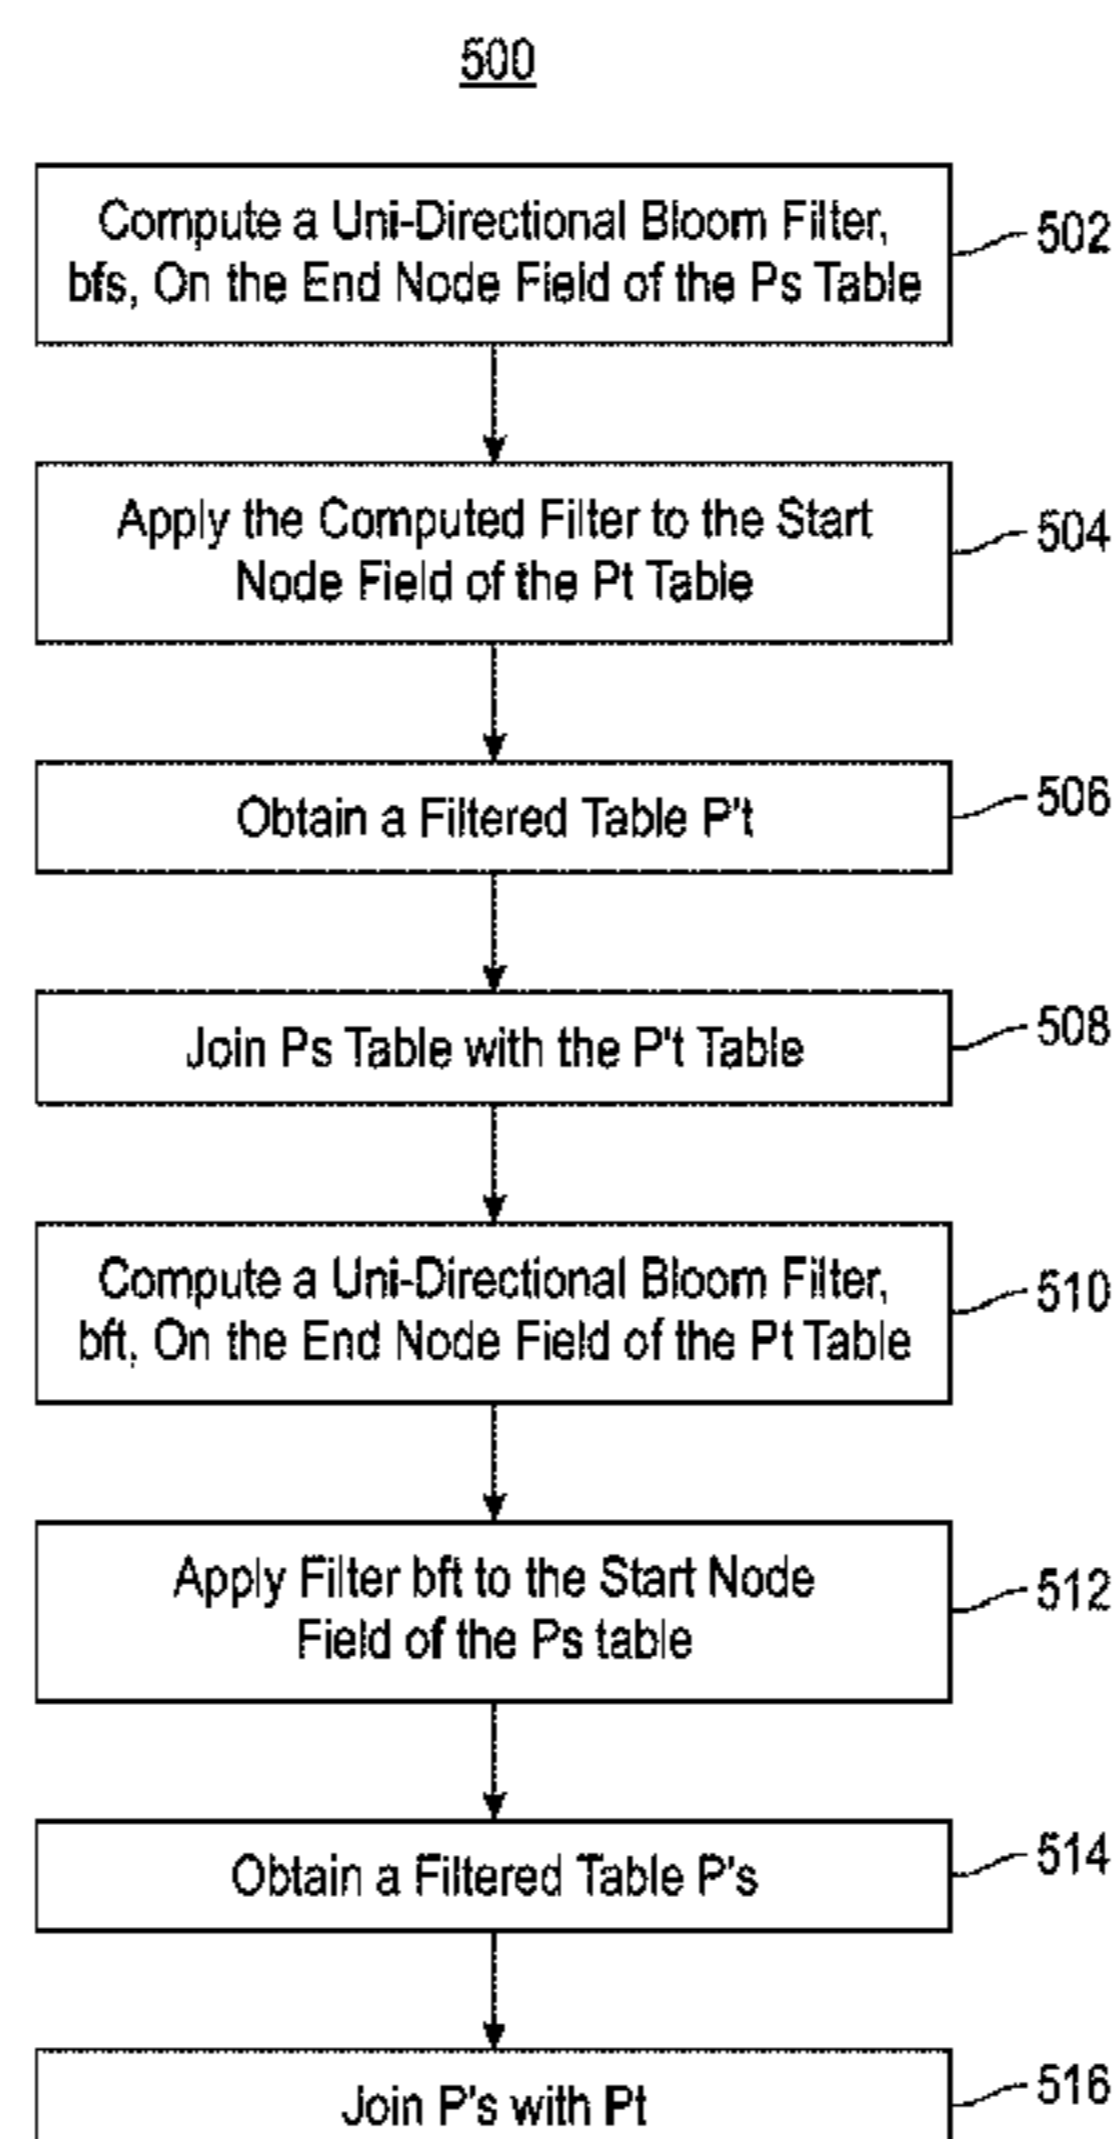 500
Compute a Uni-Directional Bloom Filter,
bfs, On the End Node Field of the Ps Table
502
Apply the Computed Filter to the Start
Node Field of the Pt Table
504
Obtain a Filtered Table P't
506
Join Ps Table with the P't Table
508
Compute a Uni-Directional Bloom Filter,
bft, On the End Node Field of the Pt Table
510
Apply Filter bft to the Start Node
Field of the Ps table
512
Obtain a Filtered Table P's
514
Join P's with Pt
516